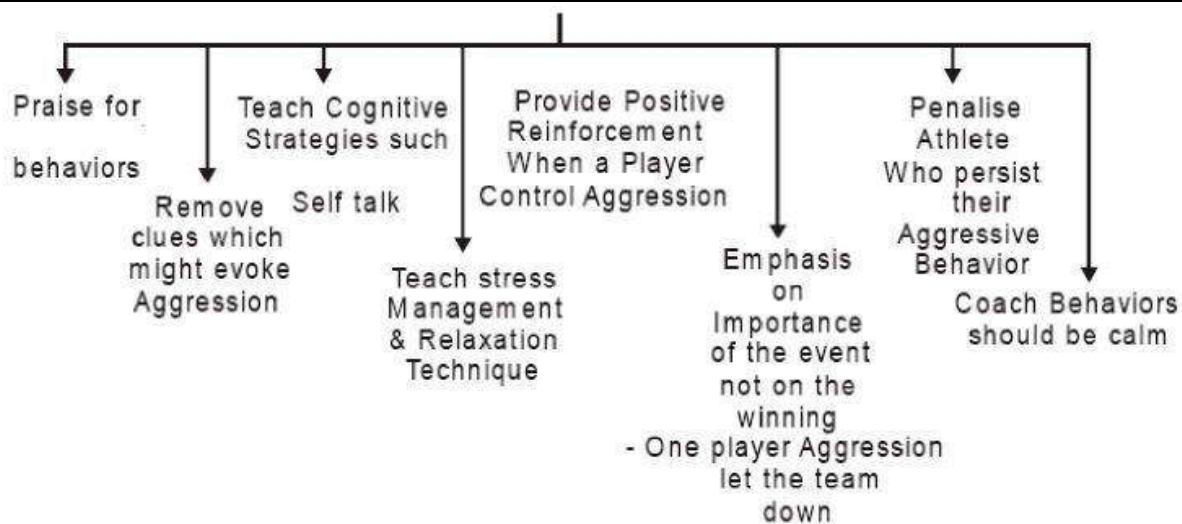 Praise for
behaviors
Remove
clues which
might evoke
Aggression
Teach Cognitive
Strategies such
Self talk
Teach stress
Management
& Relaxation
Technique
Provide Positive
Reinforcement
When a Player
Control Aggression
Emphasis
on
Importance
of the event
not on the
winning
- One player Aggression
let the team
down
Penalise
Athlete
Who persist
their
Aggressive
Behavior
Coach Behaviors
should be calm